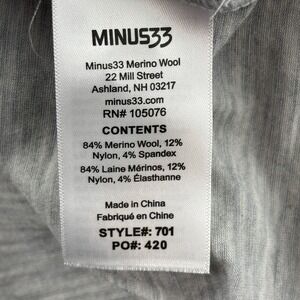 MINUS33
Minus33 Merino Wool
22 Mill Street
Ashland, NH 03217
minus33.com
RN# 105076
CONTENTS
84% Merino Wool, 12%
Nylon, 4% Spandex
84% Laine Mérinos, 12%
Nylon, 4% Élasthanne
Made in China
Fabriqué en Chine
STYLE#: 701
PO#: 420